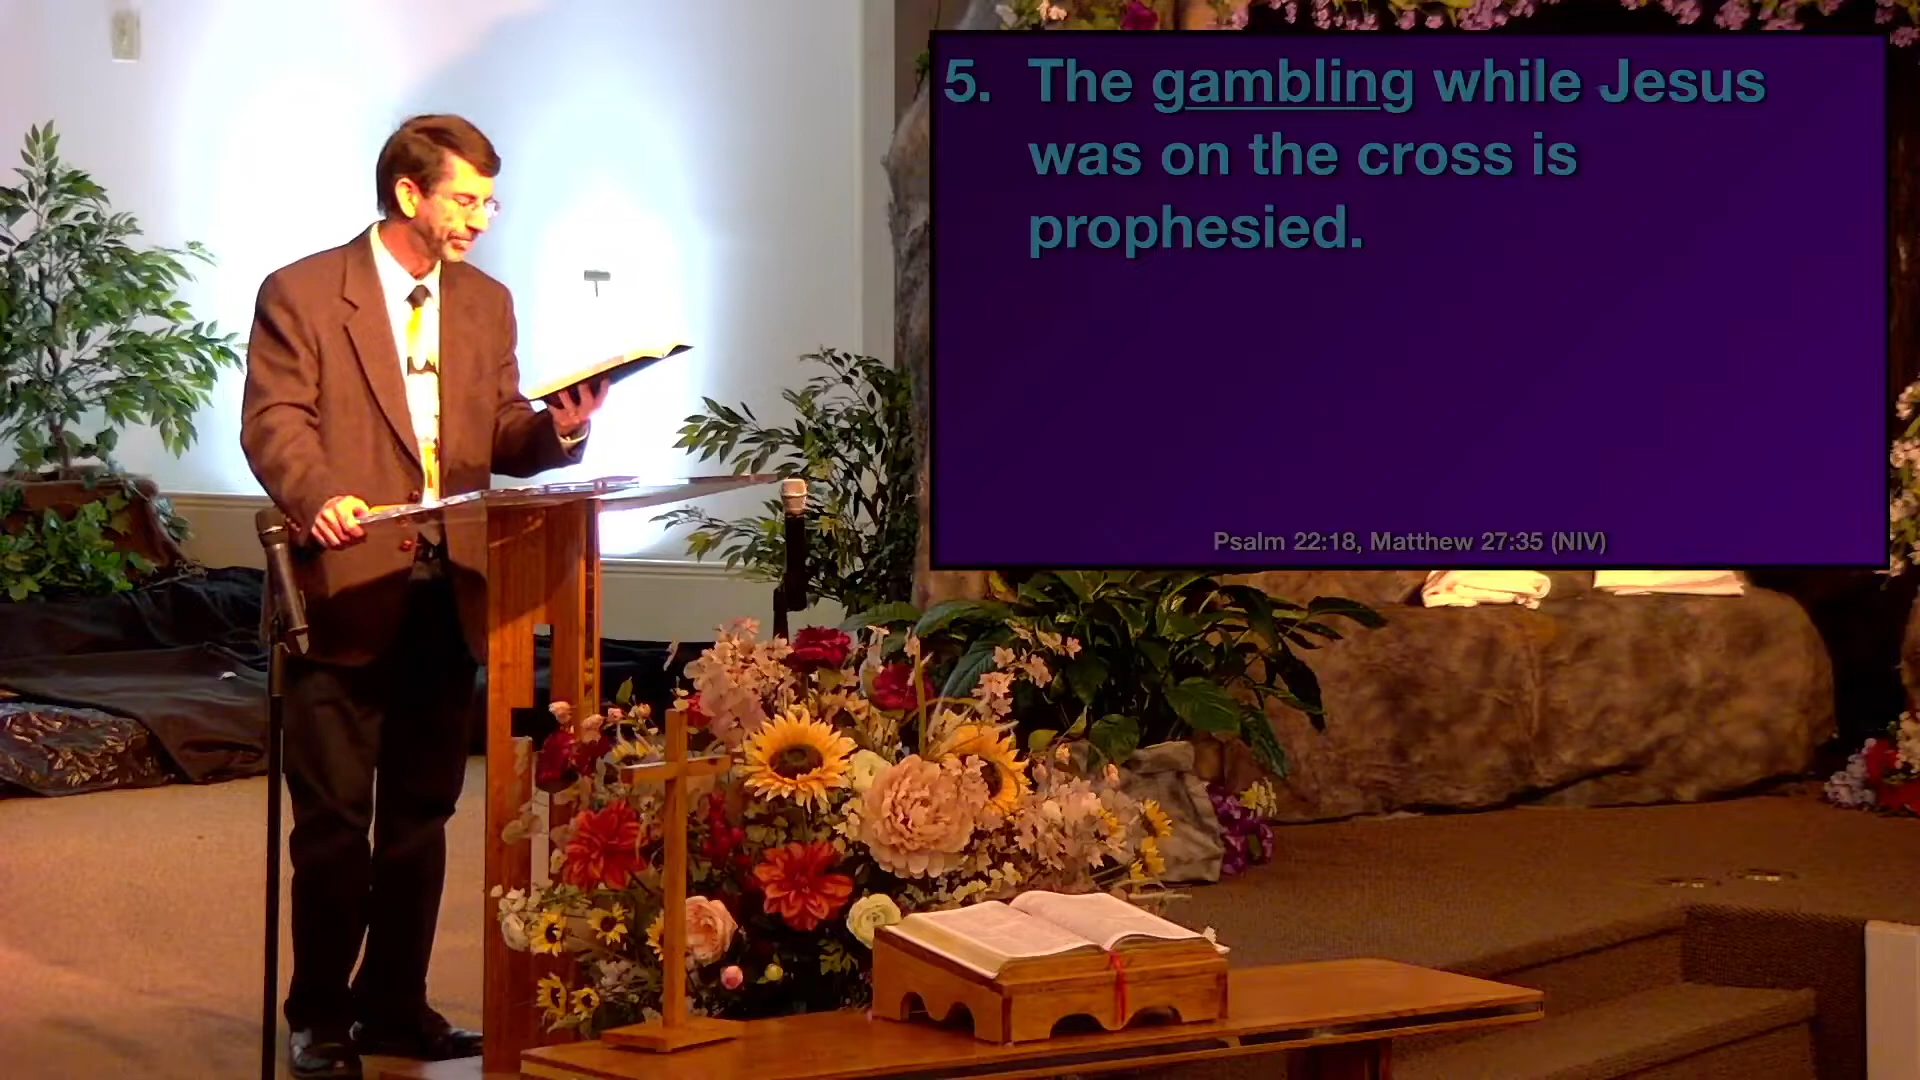 5. The gambling while Jesus
was on the cross is
prophesied.
Psalm 22:18, Matthew 27:35 (NIV)